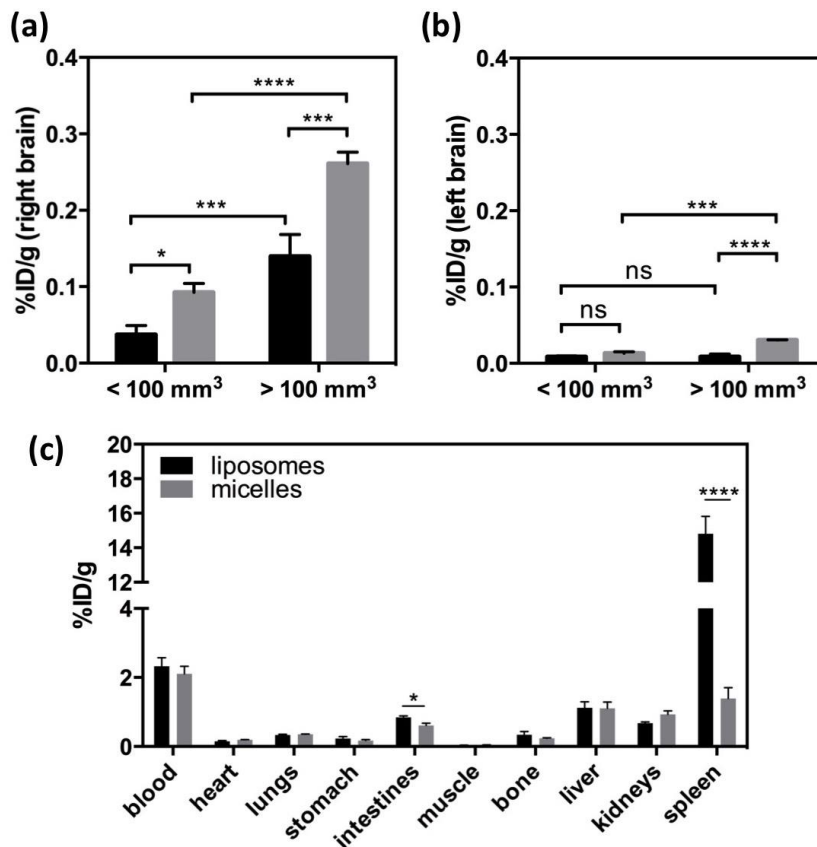 (a)
0.4
0.3
0.2
0.1
0.0
%ID/g (right brain)
****
***
***
*
< 100 mm³
> 100 mm³
(b)
0.4
0.3
0.2
0.1
0.0
%ID/g (left brain)
***
****
ns
ns
< 100 mm³
> 100 mm³
(c)
20
18
16
14
12
4
2
0
%ID/g
liposomes
micelles
*
****
blood
heart
lungs
stomach
intestines
muscle
bone
liver
kidneys
spleen